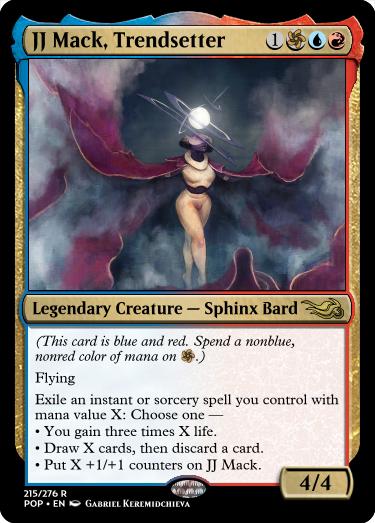 JJ Mack, Trendsetter 1
Legendary Creature — Sphinx Bard
(This card is blue and red. Spend a nonblue,
nonred color of mana on .)
Flying
Exile an instant or sorcery spell you control with
mana value X: Choose one —
• You gain three times X life.
• Draw X cards, then discard a card.
• Put X +1/+1 counters on JJ Mack.
4/4
215/276 R
POP • EN Gabriel Keremidchieva